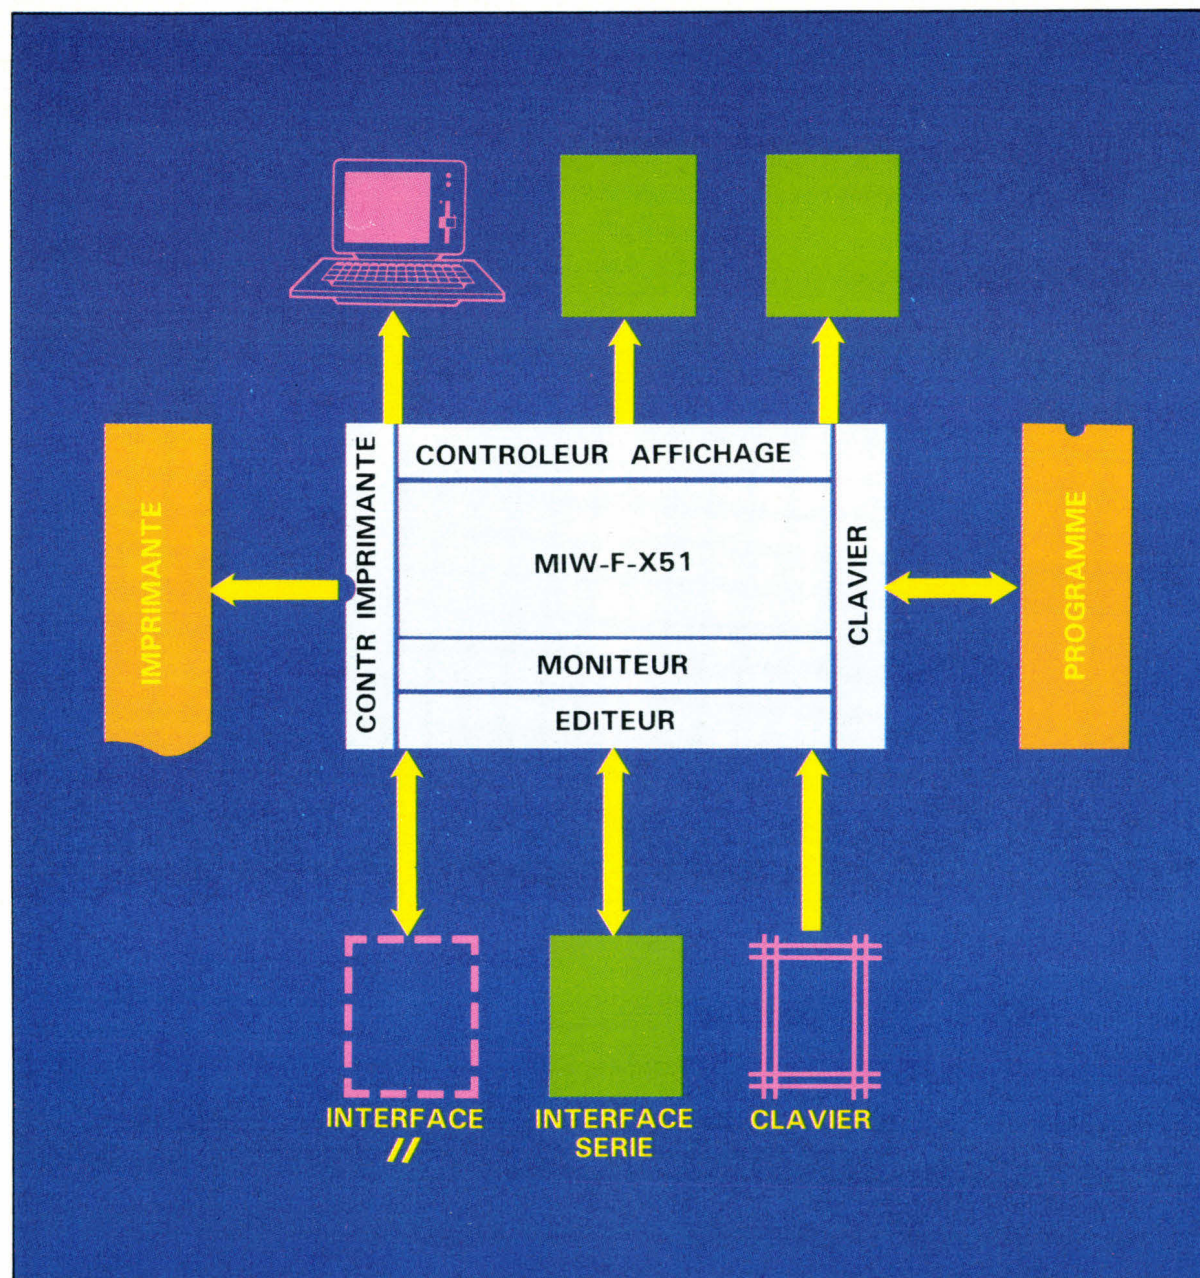 CONTROLEUR AFFICHAGE
IMPRIMANTE
CONTR IMPRIMANTE
MIW-F-X51
CLAVIER
PROGRAMME
MONITEUR
EDITEUR
INTERFACE
//
INTERFACE
SERIE
CLAVIER